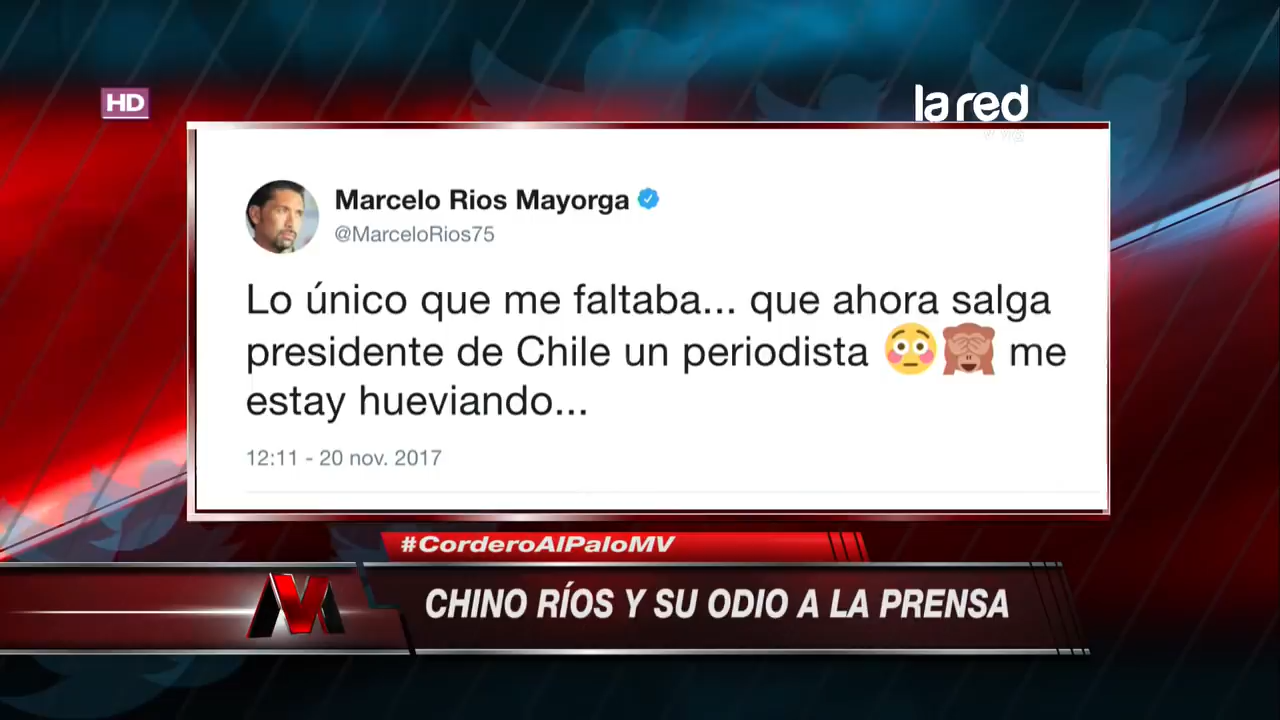 HD
la red
Marcelo Rios Mayorga
@MarceloRios75
Lo único que me faltaba... que ahora salga
presidente de Chile un periodista 😳🙈 me
estay hueviando...
12:11 - 20 nov. 2017
#CorderoAlPaloMV
MV
CHINO RÍOS Y SU ODIO A LA PRENSA